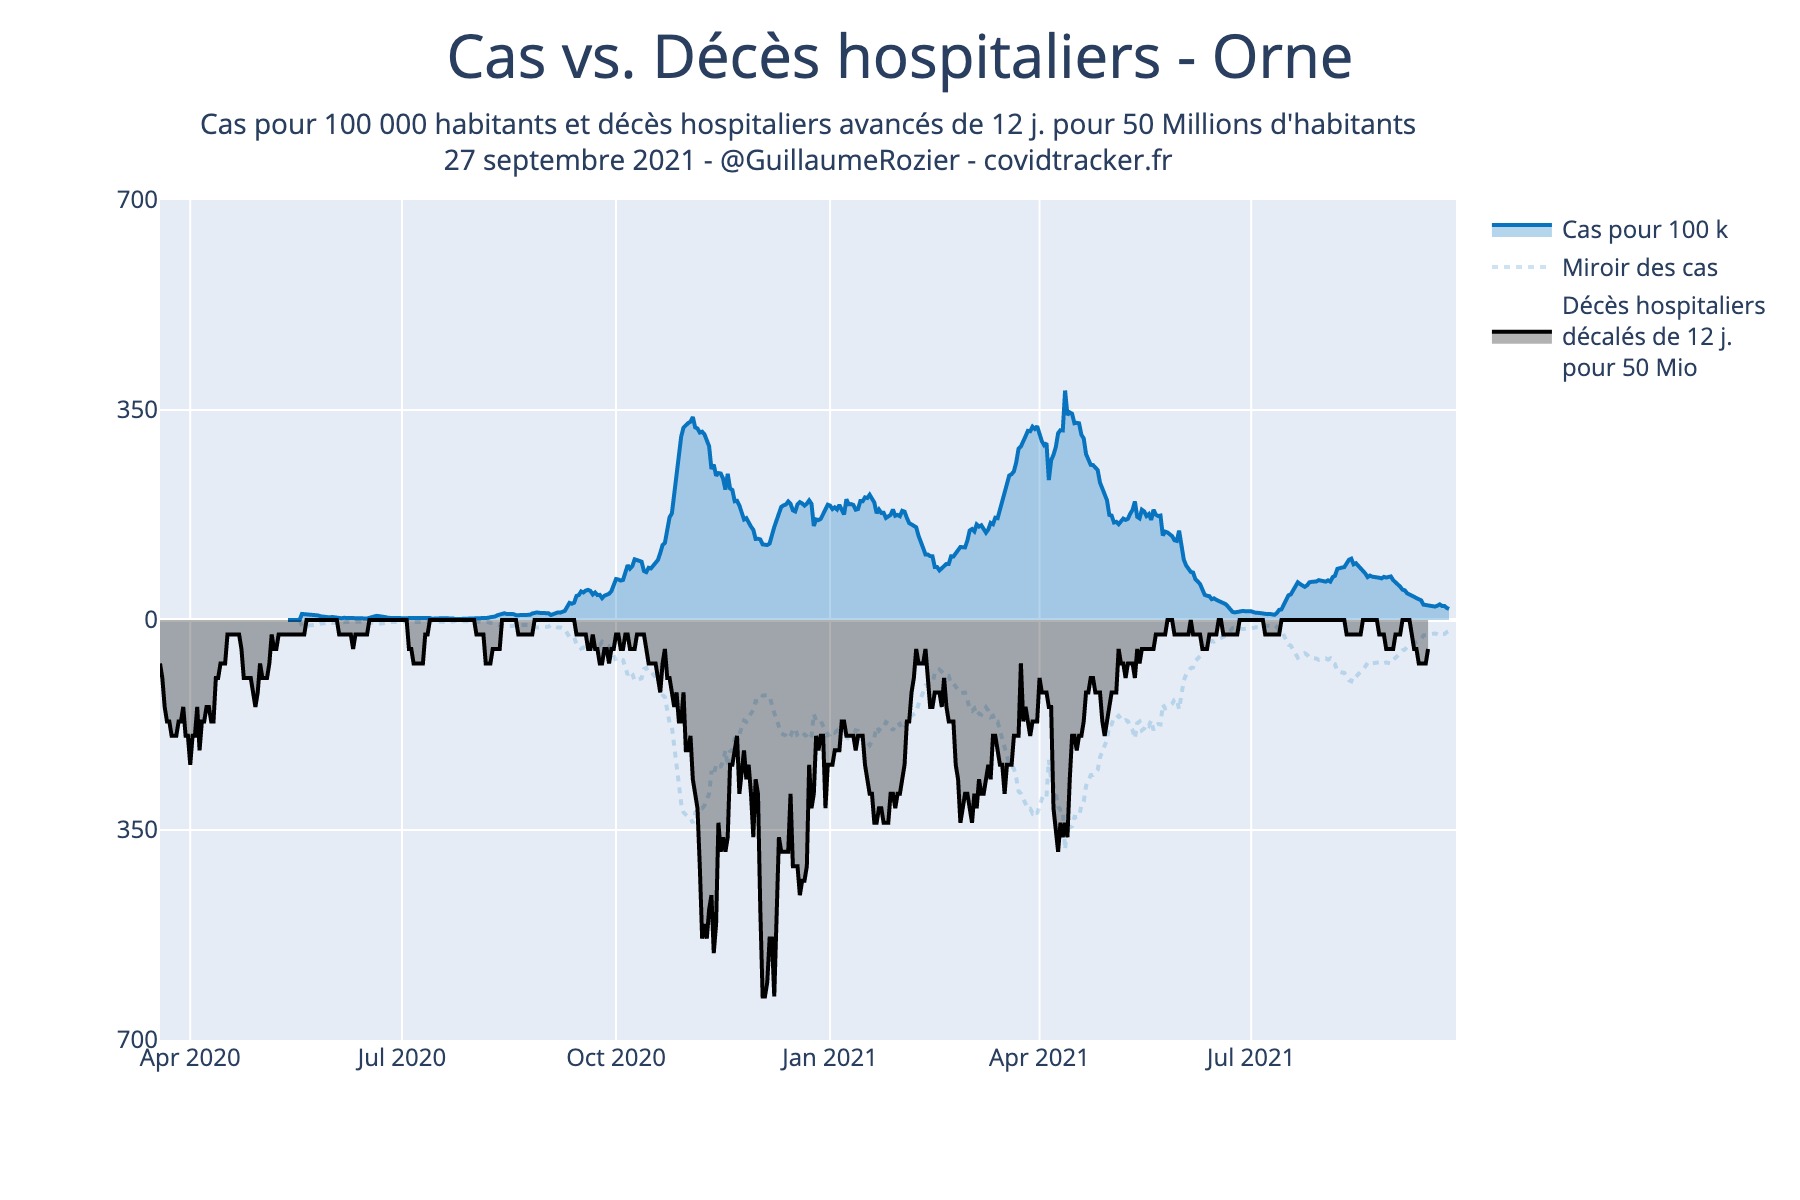 Cas vs. Décès hospitaliers - Orne
Cas pour 100 000 habitants et décès hospitaliers avancés de 12 j. pour 50 Millions d'habitants
27 septembre 2021 - @GuillaumeRozier - covidtracker.fr
700
350
0
350
700
Apr 2020
Jul 2020
Oct 2020
Jan 2021
Apr 2021
Jul 2021
Cas pour 100 k
Miroir des cas
Décès hospitaliers
décalés de 12 j.
pour 50 Mio